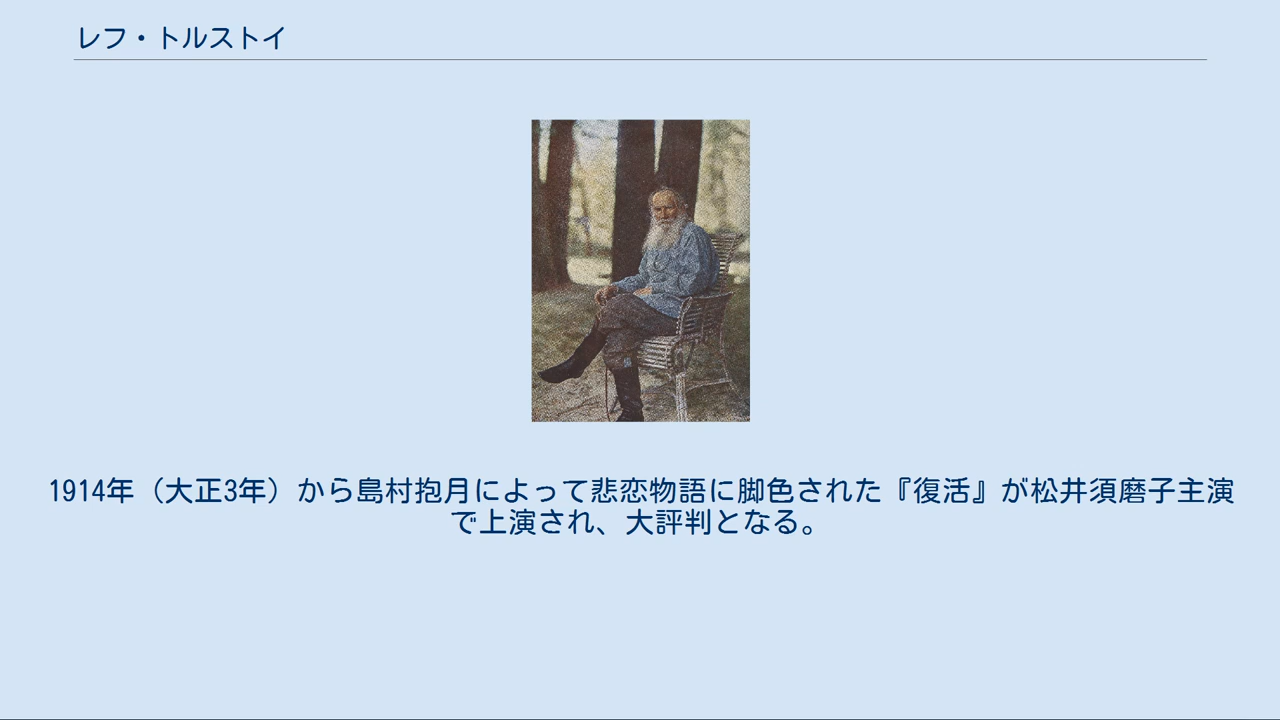 レフ・トルストイ
1914年（大正3年）から島村抱月によって悲恋物語に脚色された『復活』が松井須磨子主演
で上演され、大評判となる。